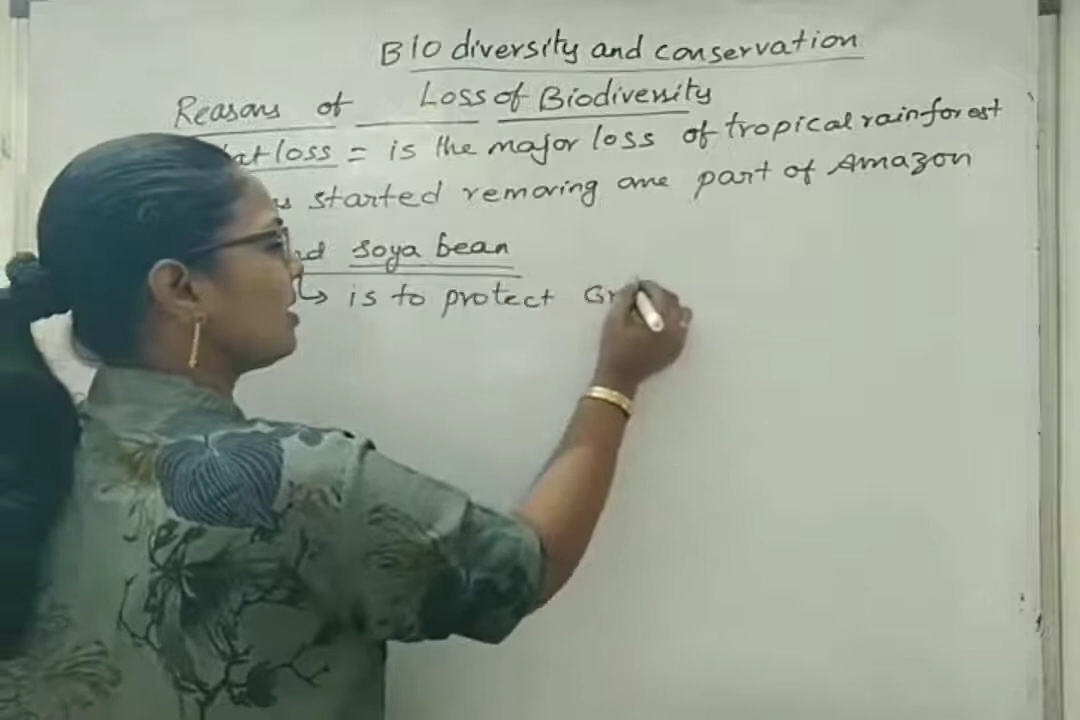 Biodiversity and conservation
Reasons of Loss of Biodiversity
loss = is the major loss of tropical rainforest
started removing one part of Amazon
soya bean
↳ is to protect